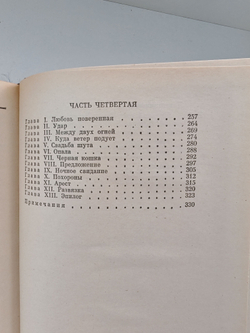 ЧАСТЬ ЧЕТВЕРТАЯ
Глава I. Любовь поверенная 257
Глава II. Удар 264
Глава III. Между двух огней 269
Глава IV. Куда ветер подует 274
Глава V. Свадьба шута 280
Глава VI. Опала 288
Глава VII. Черная кошка 292
Глава VIII. Предложение 297
Глава IX. Ночное свидание 305
Глава X. Похороны 312
Глава XI. Арест 315
Глава XII. Развязка 320
Глава XIII. Эпилог 323
Примечания 330